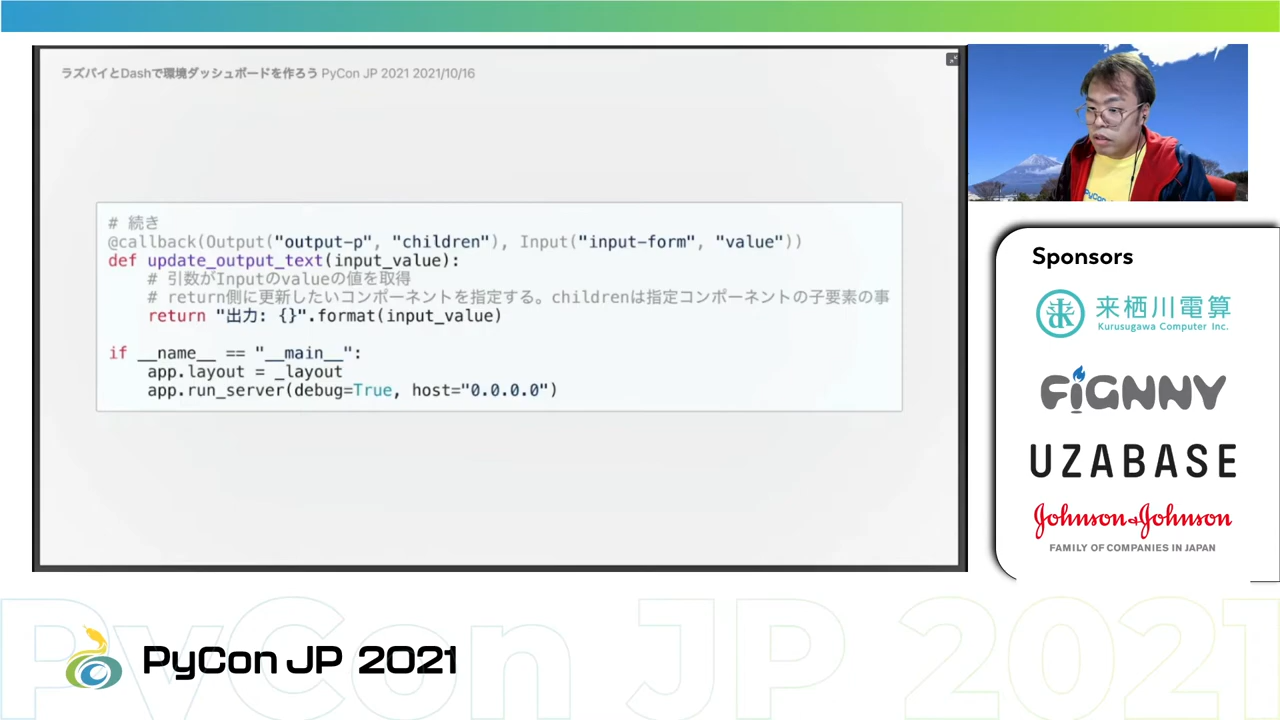 ラズパイとDashで環境ダッシュボードを作ろう PyCon JP 2021 2021/10/16
# 続き
@callback(Output("output-p", "children"), Input("input-form", "value"))
def update_output_text(input_value):
    # 引数がInputのvalueの値を取得
    # return側に更新したいコンポーネントを指定する。childrenは指定コンポーネントの子要素の事
    return "出力: {}".format(input_value)
if __name__ == "__main__":
    app.layout = _layout
    app.run_server(debug=True, host="0.0.0.0")
Sponsors
来栖川電算
Kurusugawa Computer Inc.
FiGNNY
UZABASE
Johnson&Johnson
FAMILY OF COMPANIES IN JAPAN
PyCon JP 2021
PyCon JP 2021